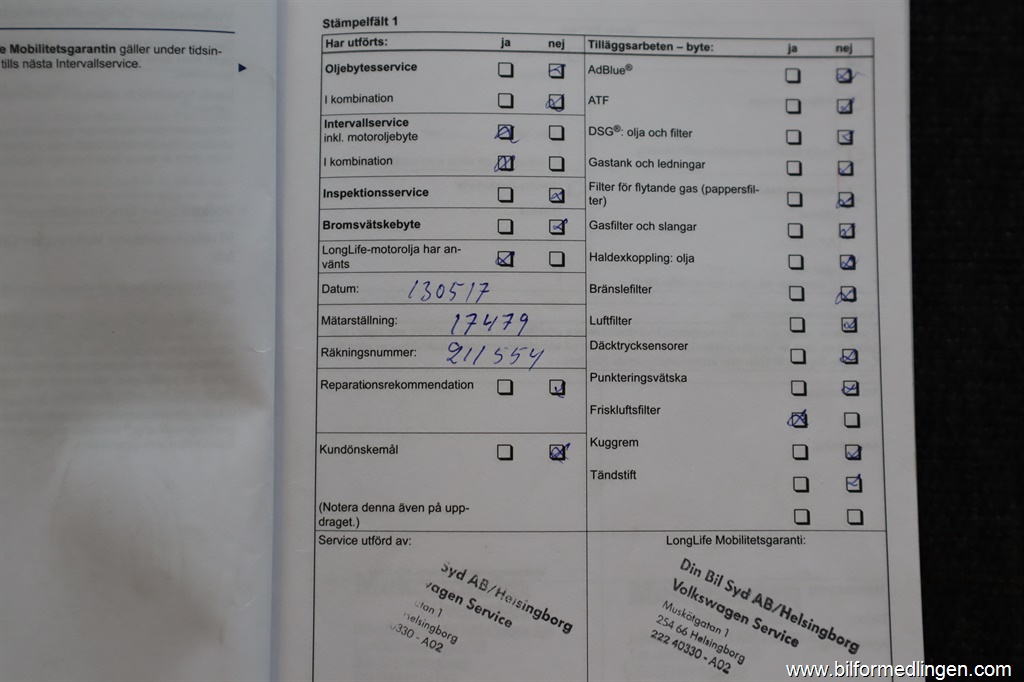 e Mobilitetsgarantin gäller under tidsin-
tills nästa Intervallservice.
Stämpelfält 1
Har utförts: ja nej
Oljebytesservice
I kombination
Intervallservice
inkl. motoroljebyte
I kombination
Inspektionsservice
Bromsvätskebyte
LongLife-motorolja har an-
vänts
Datum: 130517
Mätarställning: 17479
Räkningsnummer: 211554
Reparationsrekommendation
Kundönskemål
(Notera denna även på upp-
draget.)
Service utförd av:
Syd AB/Helsingborg
vagen Service
tan 1
Helsingborg
0330 - A02
Tilläggsarbeten – byte: ja nej
AdBlue®
ATF
DSG®: olja och filter
Gastank och ledningar
Filter för flytande gas (pappersfil-
ter)
Gasfilter och slangar
Haldexkoppling: olja
Bränslefilter
Luftfilter
Däcktrycksensorer
Punkteringsvätska
Friskluftsfilter
Kuggrem
Tändstift
LongLife Mobilitetsgaranti:
Din Bil Syd AB/Helsingborg
Volkswagen Service
Muskötgatan 1
254 66 Helsingborg
222 40330 - A02
www.bilformedlingen.com